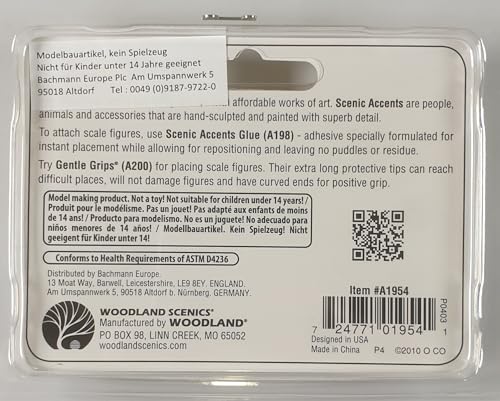 Modelbauartikel, kein Spielzeug
Nicht für Kinder unter 14 Jahre geeignet
Bachmann Europe Plc Am Umspannwerk 5
95018 Altdorf Tel : 0049 (0)9187-9722-0
affordable works of art. Scenic Accents are people,
animals and accessories that are hand-sculpted and painted with superb detail.
To attach scale figures, use Scenic Accents Glue (A198) - adhesive specially formulated for
instant placement while allowing for repositioning and leaving no puddles or residue.
Try Gentle Grips® (A200) for placing scale figures. Their extra long protective tips can reach
difficult places, will not damage figures and have curved ends for positive grip.
Model making product. Not a toy! Not suitable for children under 14 years! /
Produit pour le modélisme. Pas un jouet! Pas adapté aux enfants de moins
de 14 ans! / Producto para modelismo. No es un juguete! No adecuado para
niños menores de 14 años! / Modellbauartikel. Kein Spielzeug! Nicht
geeigent für Kinder unter 14!
Conforms to Health Requirements of ASTM D4236
Distributed by Bachmann Europe.
13 Moat Way, Barwell, Leicestershire, LE9 8EY. ENGLAND.
Am Umspannwerk 5, 90518 Altdorf b. Nürnberg. GERMANY.
Item #A1954
WOODLAND SCENICS®
Manufactured by WOODLAND®
PO BOX 98, LINN CREEK, MO 65052
woodlandscenics.com
P0403
7 24771 01954 1
Designed in USA
Made in China P4 ©2010 O CO